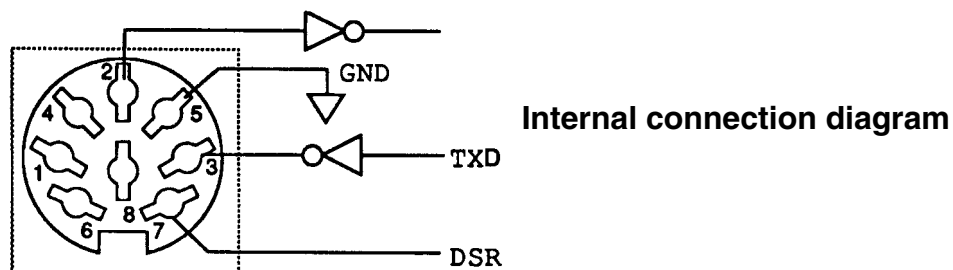 2
GND
4
5
Internal connection diagram
1
3
TXD
6
8
7
DSR